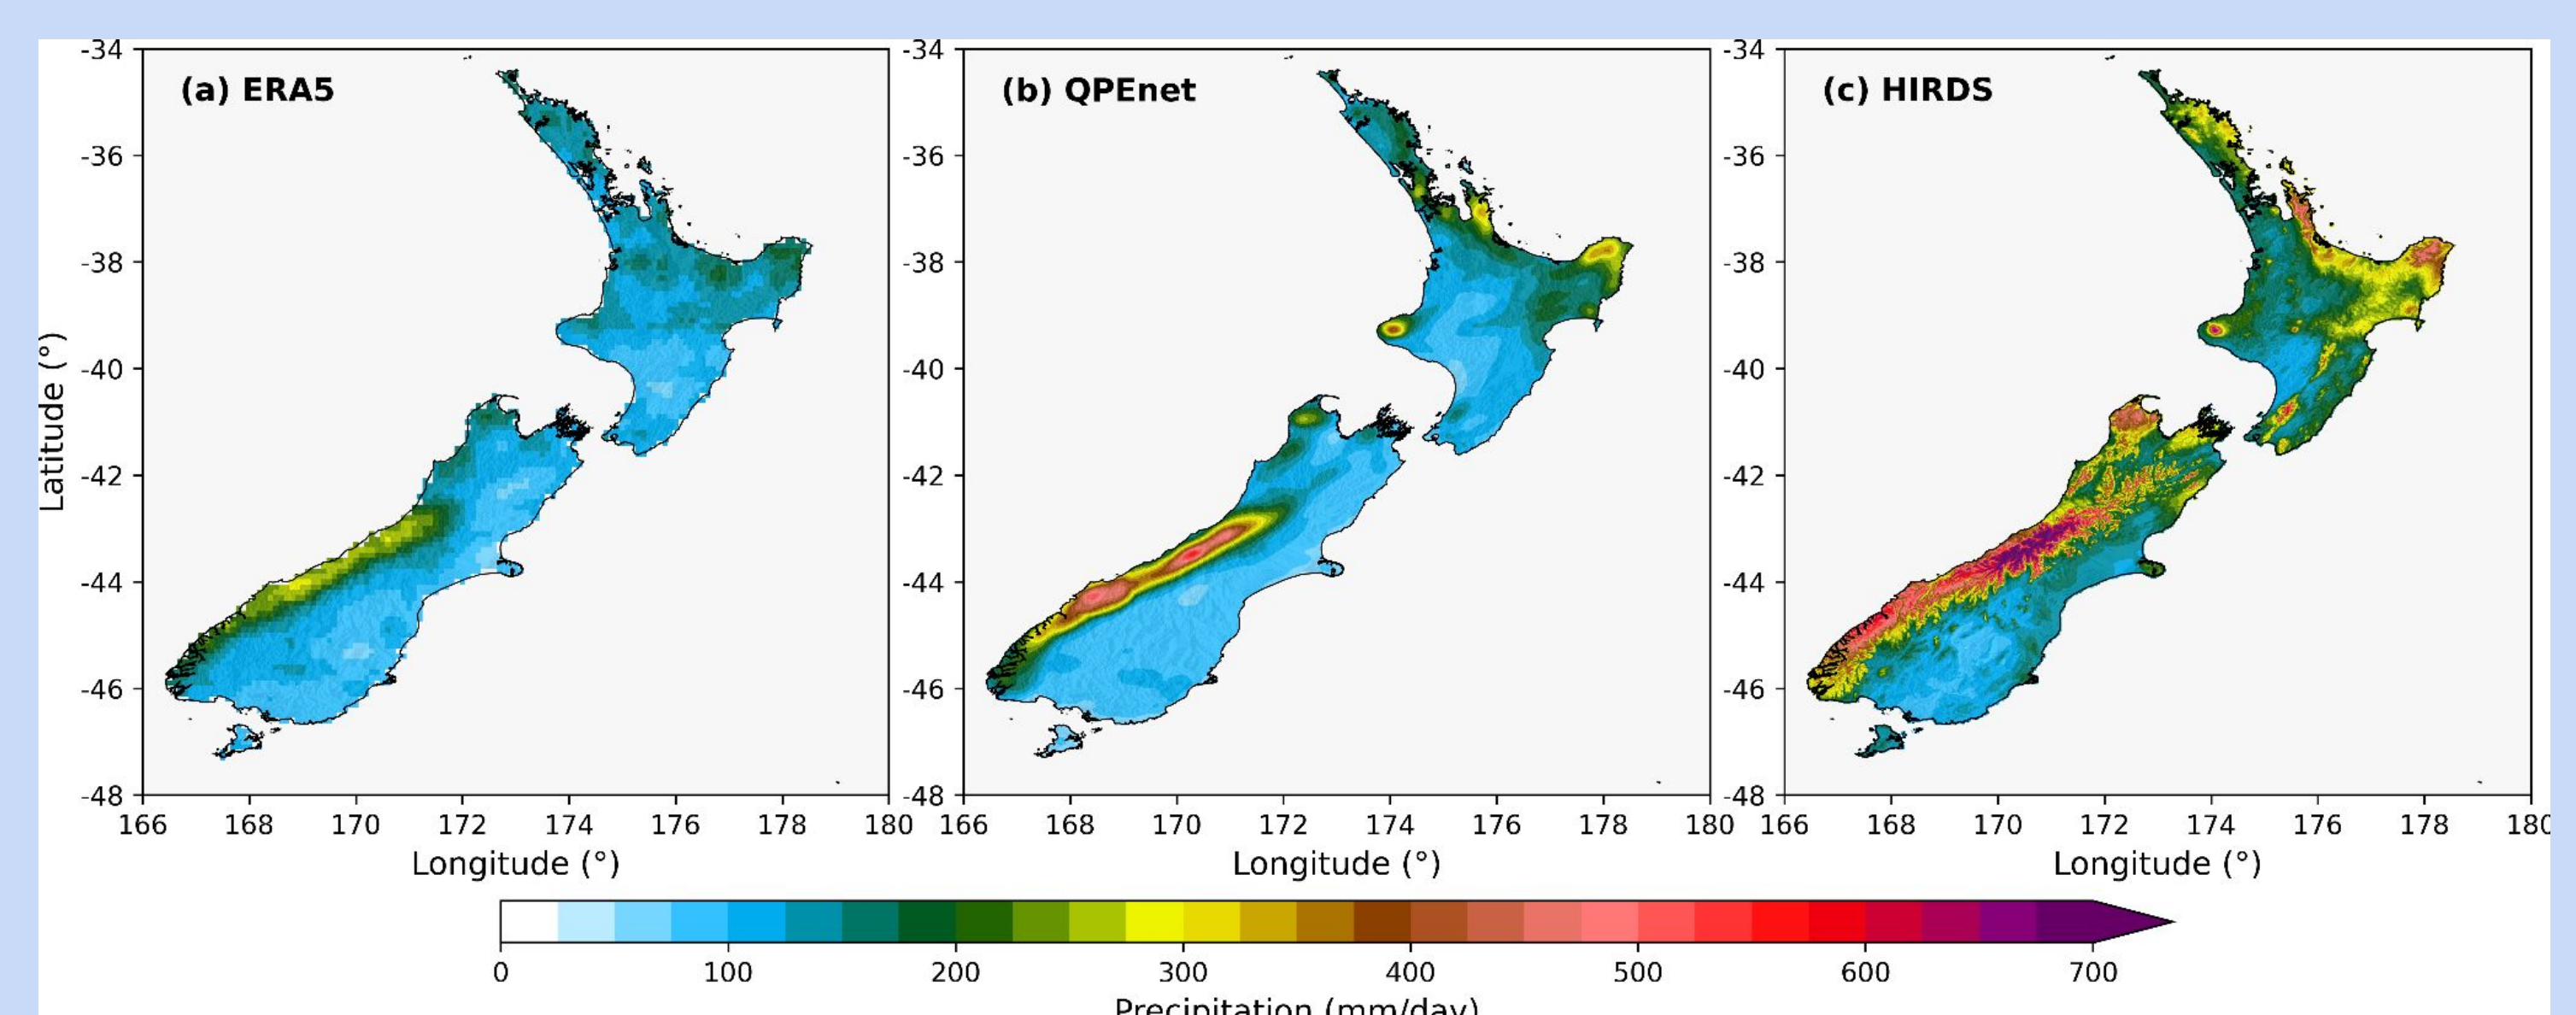 (a) ERA5
(b) QPEnet
(c) HIRDS
Latitude (°)
-34
-36
-38
-40
-42
-44
-46
-48
-34
-36
-38
-40
-42
-44
-46
-48
-34
-36
-38
-40
-42
-44
-46
-48
166 168 170 172 174 176 178 180
166 168 170 172 174 176 178 180
166 168 170 172 174 176 178 180
Longitude (°)
Longitude (°)
Longitude (°)
0 100 200 300 400 500 600 700
Precipitation (mm/day)